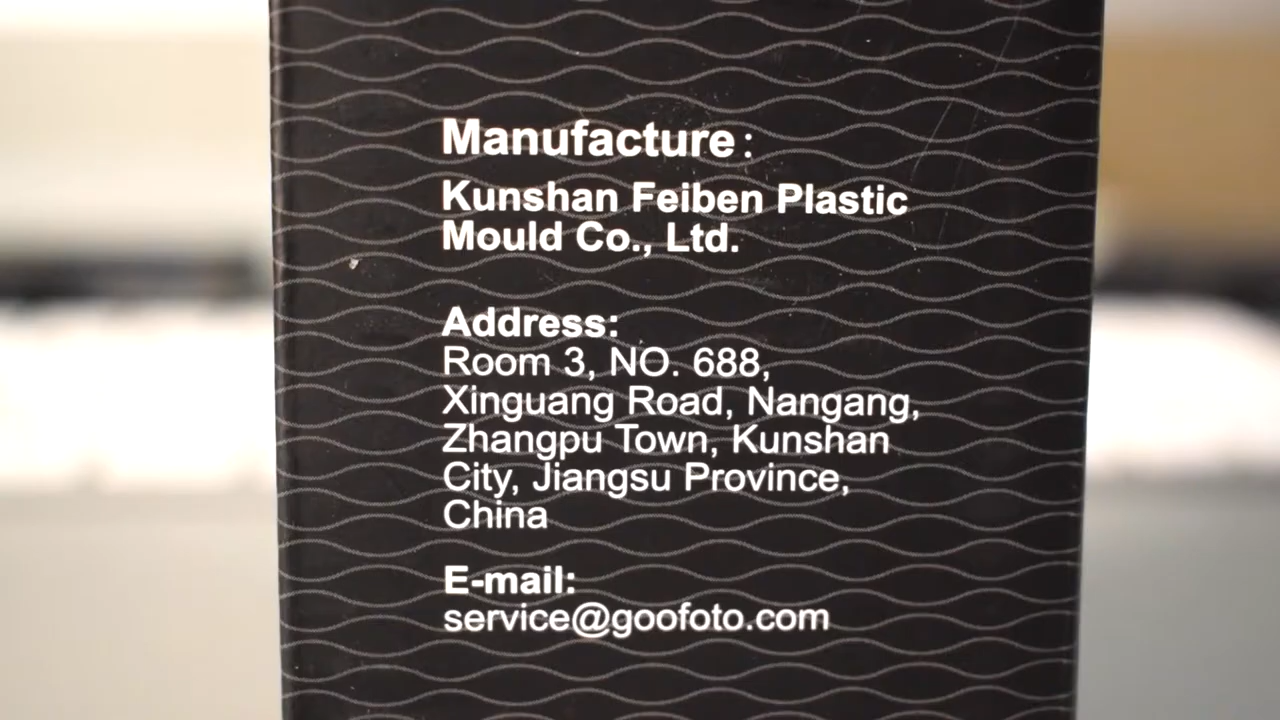 Manufacture:
Kunshan Feiben Plastic
Mould Co., Ltd.
Address:
Room 3, NO. 688,
Xinguang Road, Nangang,
Zhangpu Town, Kunshan
City, Jiangsu Province,
China
E-mail:
service@goofoto.com